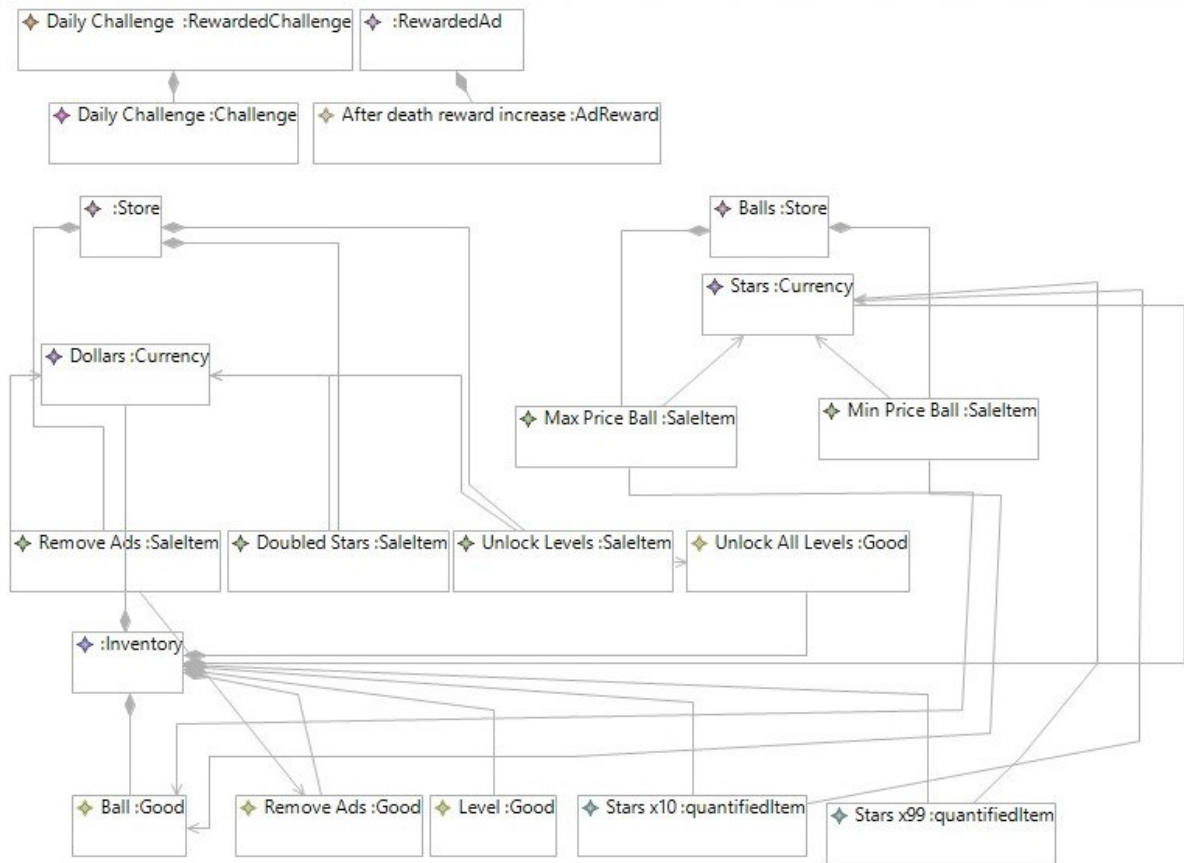 Daily Challenge :RewardedChallenge
:RewardedAd
Daily Challenge :Challenge
After death reward increase :AdReward
:Store
Balls :Store
Stars :Currency
Dollars :Currency
Max Price Ball :SaleItem
Min Price Ball :SaleItem
Remove Ads :SaleItem
Doubled Stars :SaleItem
Unlock Levels :SaleItem
Unlock All Levels :Good
:Inventory
Ball :Good
Remove Ads :Good
Level :Good
Stars x10 :quantifiedItem
Stars x99 :quantifiedItem